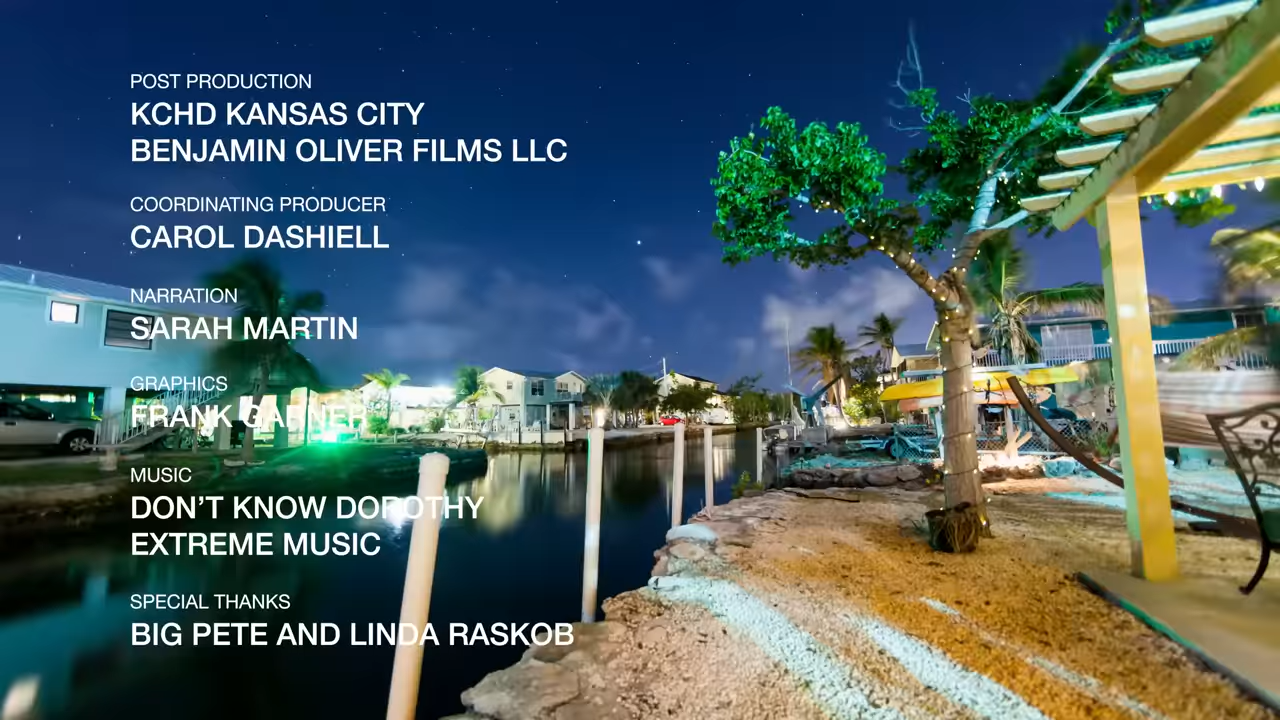 POST PRODUCTION
KCHD KANSAS CITY
BENJAMIN OLIVER FILMS LLC
COORDINATING PRODUCER
CAROL DASHIELL
NARRATION
SARAH MARTIN
GRAPHICS
FRANK GARNER
MUSIC
DON’T KNOW DOROTHY
EXTREME MUSIC
SPECIAL THANKS
BIG PETE AND LINDA RASKOB